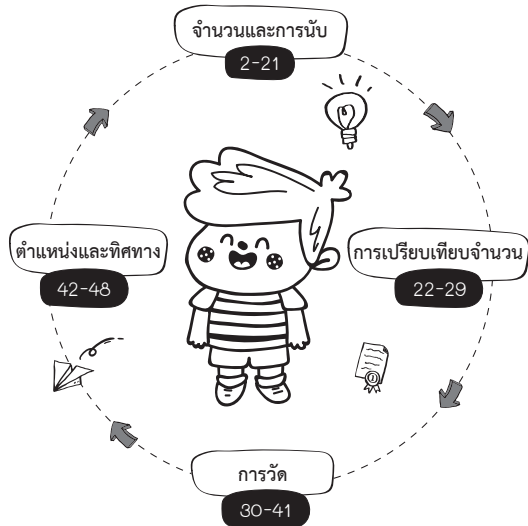 จำนวนและการนับ
2-21
การเปรียบเทียบจำนวน
22-29
การวัด
30-41
ตำแหน่งและทิศทาง
42-48